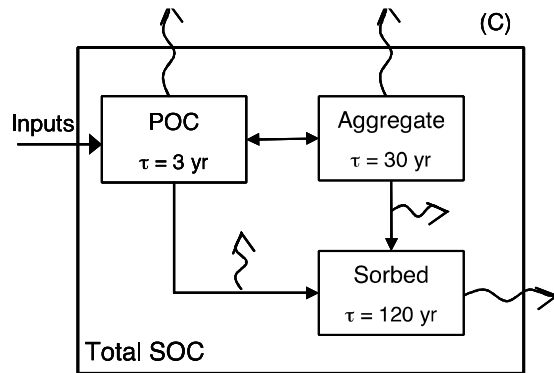 (C)
Inputs
POC
τ = 3 yr
Aggregate
τ = 30 yr
Sorbed
τ = 120 yr
Total SOC